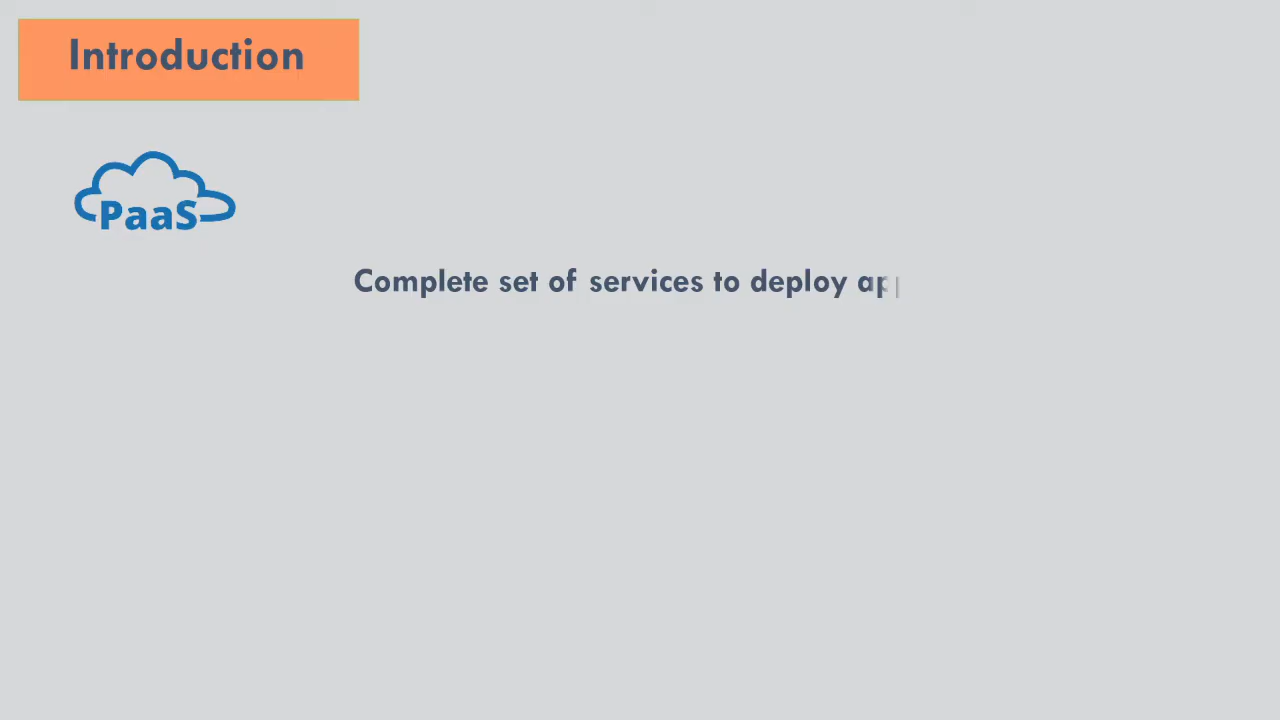 Introduction
PaaS
Complete set of services to deploy